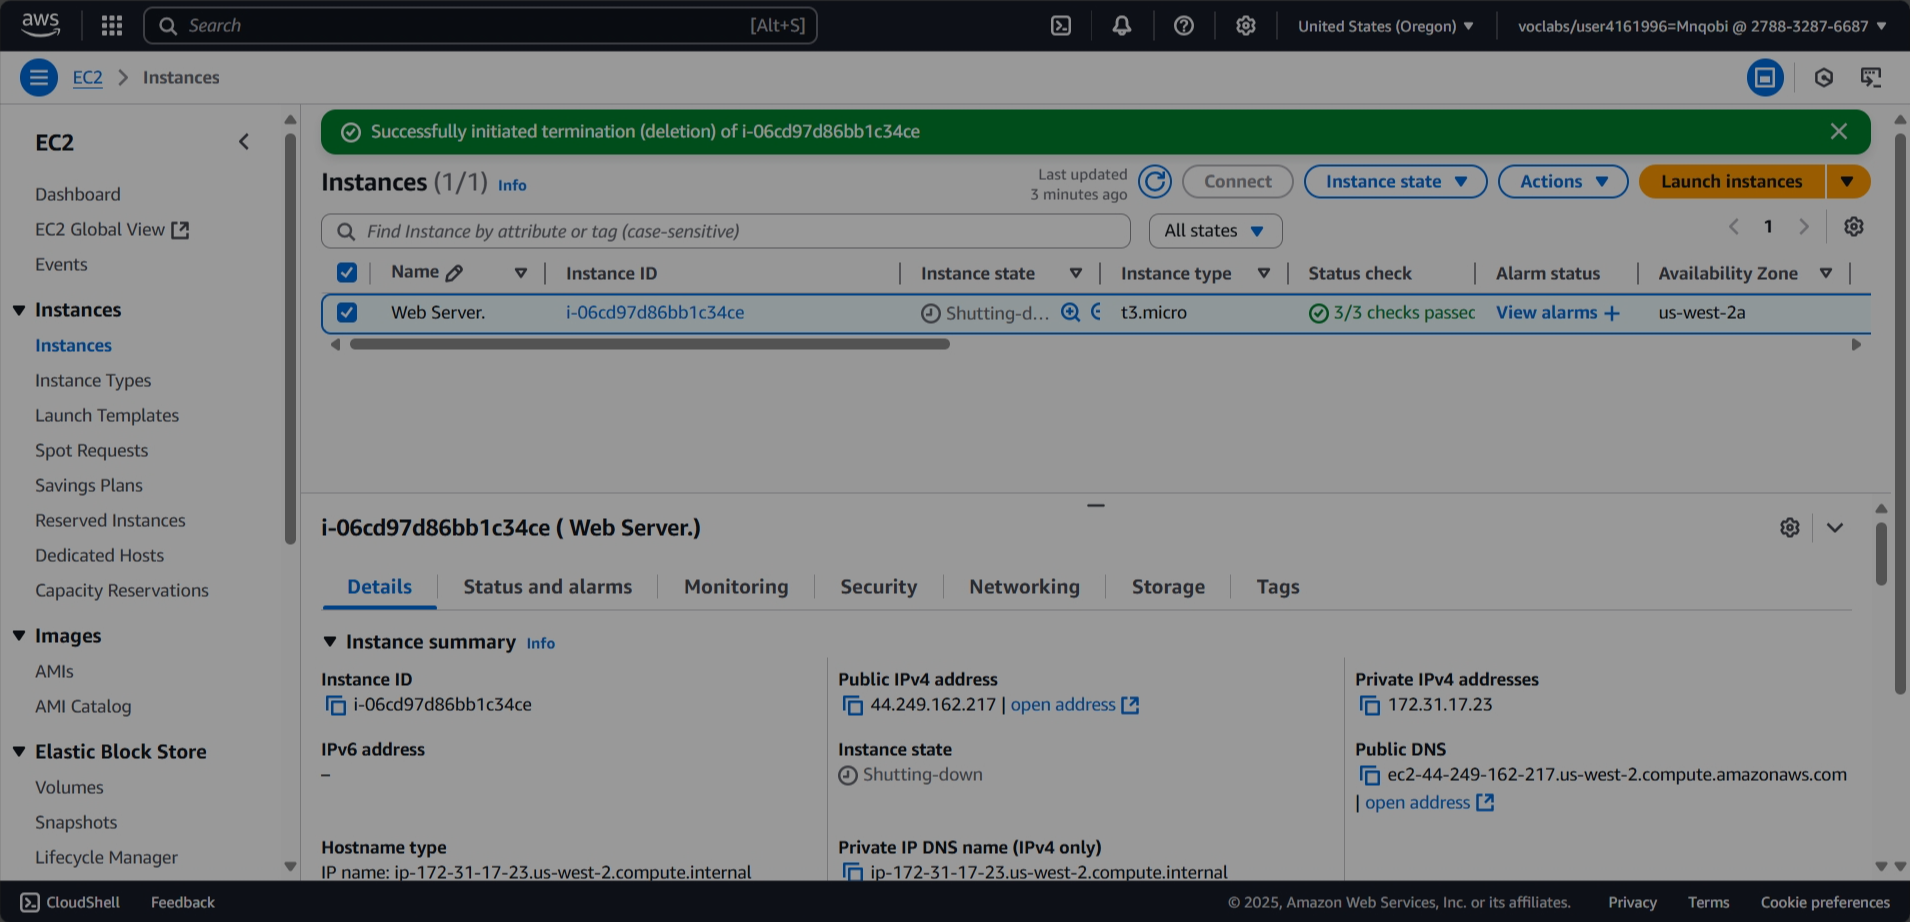 aws
Search [Alt+S]
United States (Oregon)
voclabs/user4161996=Mnqobi @ 2788-3287-6687
EC2 Instances
EC2
Dashboard
EC2 Global View
Events
Instances
Instances
Instance Types
Launch Templates
Spot Requests
Savings Plans
Reserved Instances
Dedicated Hosts
Capacity Reservations
Images
AMIs
AMI Catalog
Elastic Block Store
Volumes
Snapshots
Lifecycle Manager
Successfully initiated termination (deletion) of i-06cd97d86bb1c34ce
Instances (1/1) Info
Last updated
3 minutes ago
Connect
Instance state
Actions
Launch instances
Find Instance by attribute or tag (case-sensitive)
All states
1
Name Instance ID Instance state Instance type Status check Alarm status Availability Zone
Web Server. i-06cd97d86bb1c34ce Shutting-d... t3.micro 3/3 checks passec View alarms + us-west-2a
i-06cd97d86bb1c34ce ( Web Server.)
Details Status and alarms Monitoring Security Networking Storage Tags
Instance summary Info
Instance ID
i-06cd97d86bb1c34ce
Public IPv4 address
44.249.162.217 | open address
Private IPv4 addresses
172.31.17.23
IPv6 address
–
Instance state
Shutting-down
Public DNS
ec2-44-249-162-217.us-west-2.compute.amazonaws.com
| open address
Hostname type
IP name: ip-172-31-17-23.us-west-2.compute.internal
Private IP DNS name (IPv4 only)
ip-172-31-17-23.us-west-2.compute.internal
CloudShell Feedback
© 2025, Amazon Web Services, Inc. or its affiliates. Privacy Terms Cookie preferences